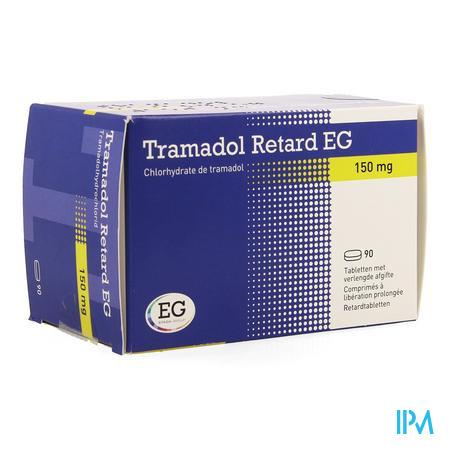 Tramadol Retard EG
Chlorhydrate de tramadol
150 mg
90
Tabletten met
verlengde afgifte
Comprimés à
libération prolongée
Retardtabletten
EG
Tramadol Retard EG
Tramadolhydrochlorid
150 mg
90
IPM